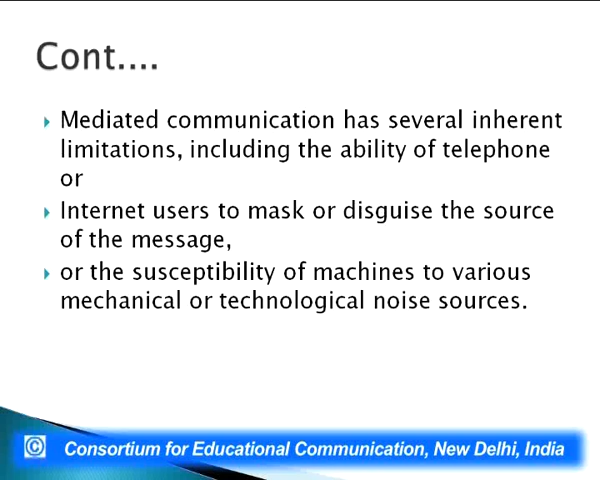 Cont....
Mediated communication has several inherent
limitations, including the ability of telephone
or
Internet users to mask or disguise the source
of the message,
or the susceptibility of machines to various
mechanical or technological noise sources.
© Consortium for Educational Communication, New Delhi, India